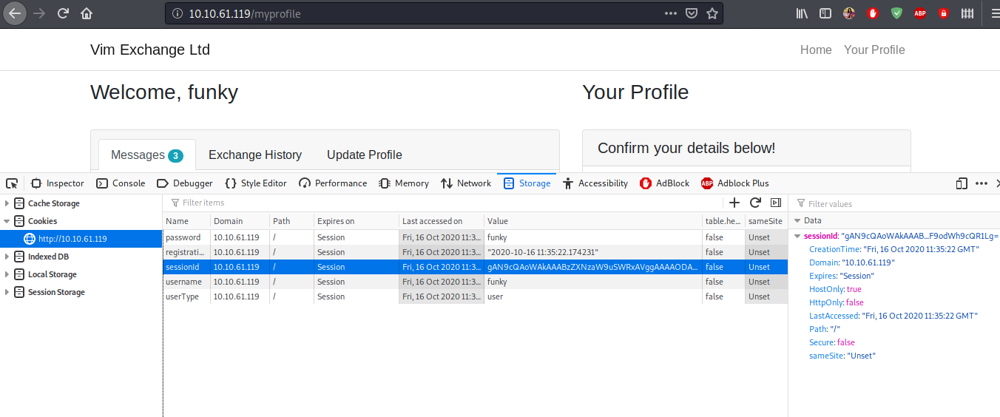 10.10.61.119/myprofile
ABP
Vim Exchange Ltd
Home Your Profile
Welcome, funky
Your Profile
Messages 3 Exchange History Update Profile
Confirm your details below!
Inspector Console Debugger Style Editor Performance Memory Network Storage Accessibility AdBlock ABP Adblock Plus
Cache Storage
Cookies
http://10.10.61.119
Indexed DB
Local Storage
Session Storage
Filter items
Name Domain Path Expires on Last accessed on Value table.he... sameSite
password 10.10.61.119 / Session Fri, 16 Oct 2020 11:3... funky false Unset
registrati... 10.10.61.119 / Session Fri, 16 Oct 2020 11:3... "2020-10-16 11:35:22.174231" false Unset
sessionId 10.10.61.119 / Session Fri, 16 Oct 2020 11:3... gAN9cQAoWAkAAABzZXNzaW9uSWRxAVggAAAAODA... false Unset
username 10.10.61.119 / Session Fri, 16 Oct 2020 11:3... funky false Unset
userType 10.10.61.119 / Session Fri, 16 Oct 2020 11:3... user false Unset
Filter values
Data
sessionId: "gAN9cQAoWAkAAAB...F9odWh9cQR1Lg=
CreationTime: "Fri, 16 Oct 2020 11:35:22 GMT"
Domain: "10.10.61.119"
Expires: "Session"
HostOnly: true
HttpOnly: false
LastAccessed: "Fri, 16 Oct 2020 11:35:22 GMT"
Path: "/"
Secure: false
sameSite: "Unset"